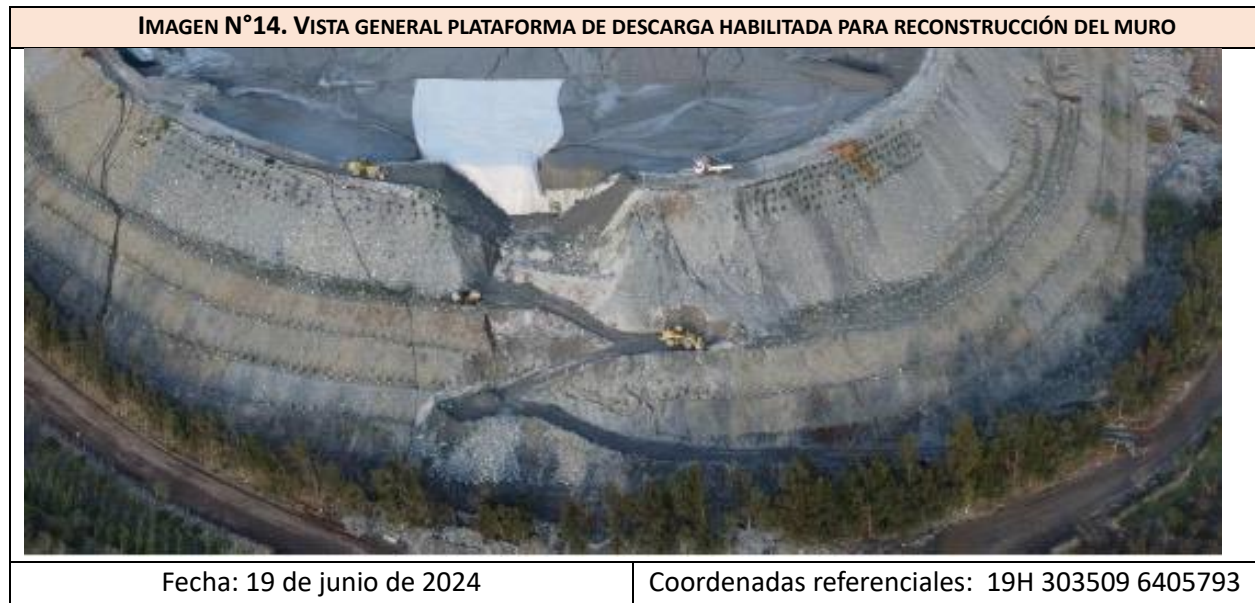 IMAGEN N°14. VISTA GENERAL PLATAFORMA DE DESCARGA HABILITADA PARA RECONSTRUCCIÓN DEL MURO
Fecha: 19 de junio de 2024
Coordenadas referenciales: 19H 303509 6405793